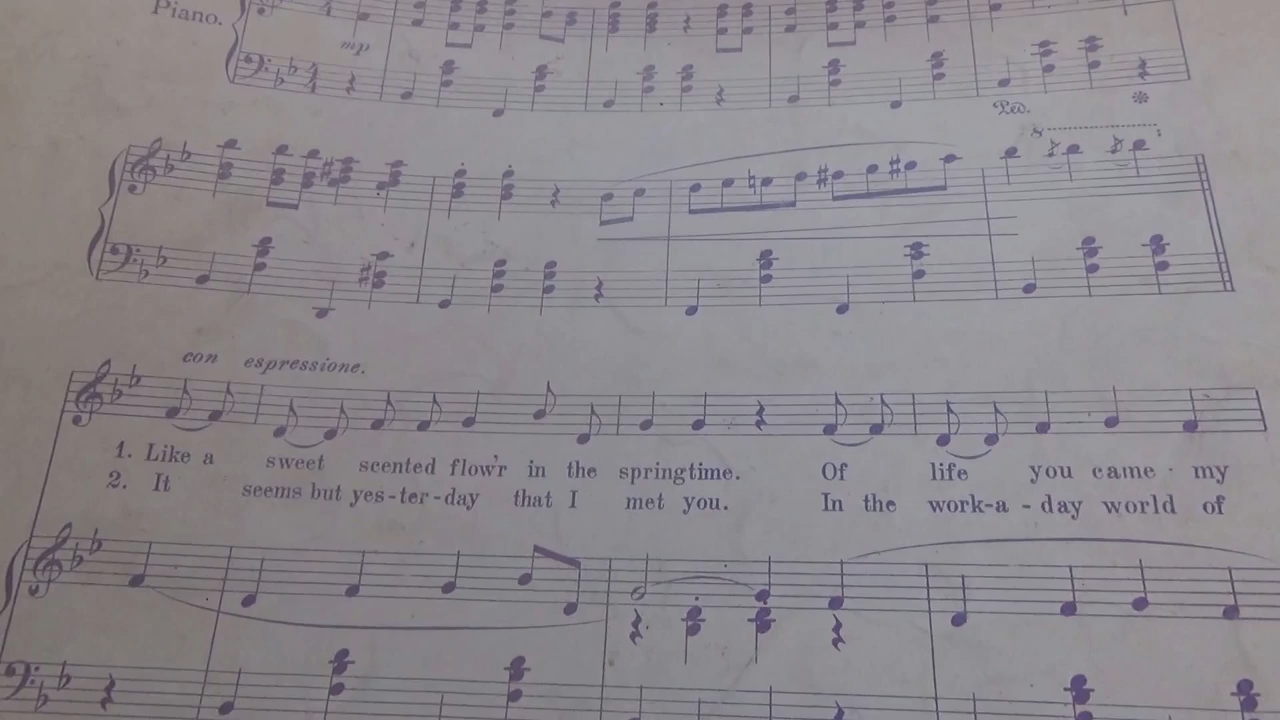 Piano.
mp
Ped.
8
con espressione.
1. Like a sweet scented flow'r in the springtime. Of life you came my
2. It seems but yes-ter-day that I met you. In the work-a-day world of